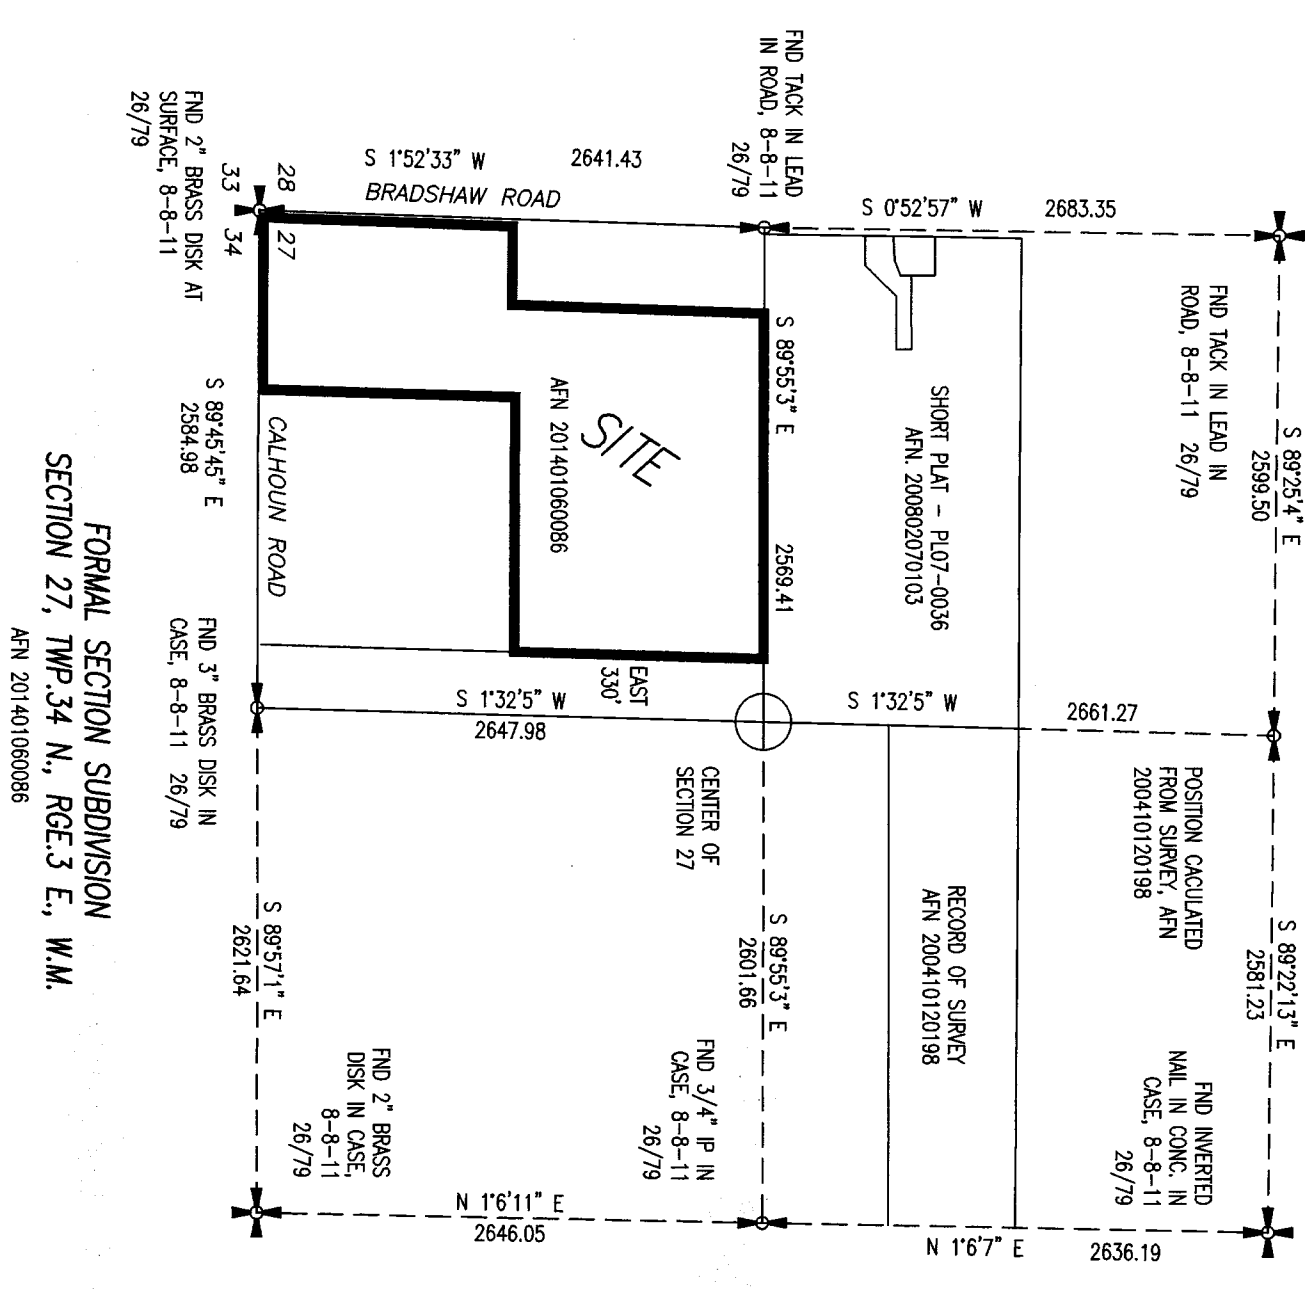 FND TACK IN LEAD
IN ROAD, 8-8-11
26/79
S 1°52'33" W
2641.43
BRADSHAW ROAD
S 0°52'57" W
2683.35
28
27
33
34
FND 2" BRASS DISK AT
SURFACE, 8-8-11
26/79
FND TACK IN LEAD IN
ROAD, 8-8-11 26/79
S 89°25'4" E
2599.50
S 89°55'3" E
2569.41
SHORT PLAT - PL07-0036
AFN. 200802070103
SITE
AFN 201401060086
S 89°45'45" E
2584.98
CALHOUN ROAD
FND 3" BRASS DISK IN
CASE, 8-8-11 26/79
EAST
330'
S 1°32'5" W
2647.98
S 1°32'5" W
2661.27
CENTER OF
SECTION 27
POSITION CACULATED
FROM SURVEY, AFN
200410120198
S 89°22'13" E
2581.23
RECORD OF SURVEY
AFN 200410120198
S 89°55'3" E
2601.66
S 89°57'1" E
2621.64
FND 2" BRASS
DISK IN CASE,
8-8-11
26/79
FND 3/4" IP IN
CASE, 8-8-11
26/79
FND INVERTED
NAIL IN CONC. IN
CASE, 8-8-11
26/79
N 1°6'11" E
2646.05
N 1°6'7" E
2636.19
FORMAL SECTION SUBDIVISION
SECTION 27, TWP.34 N., RGE.3 E., W.M.
AFN 201401060086